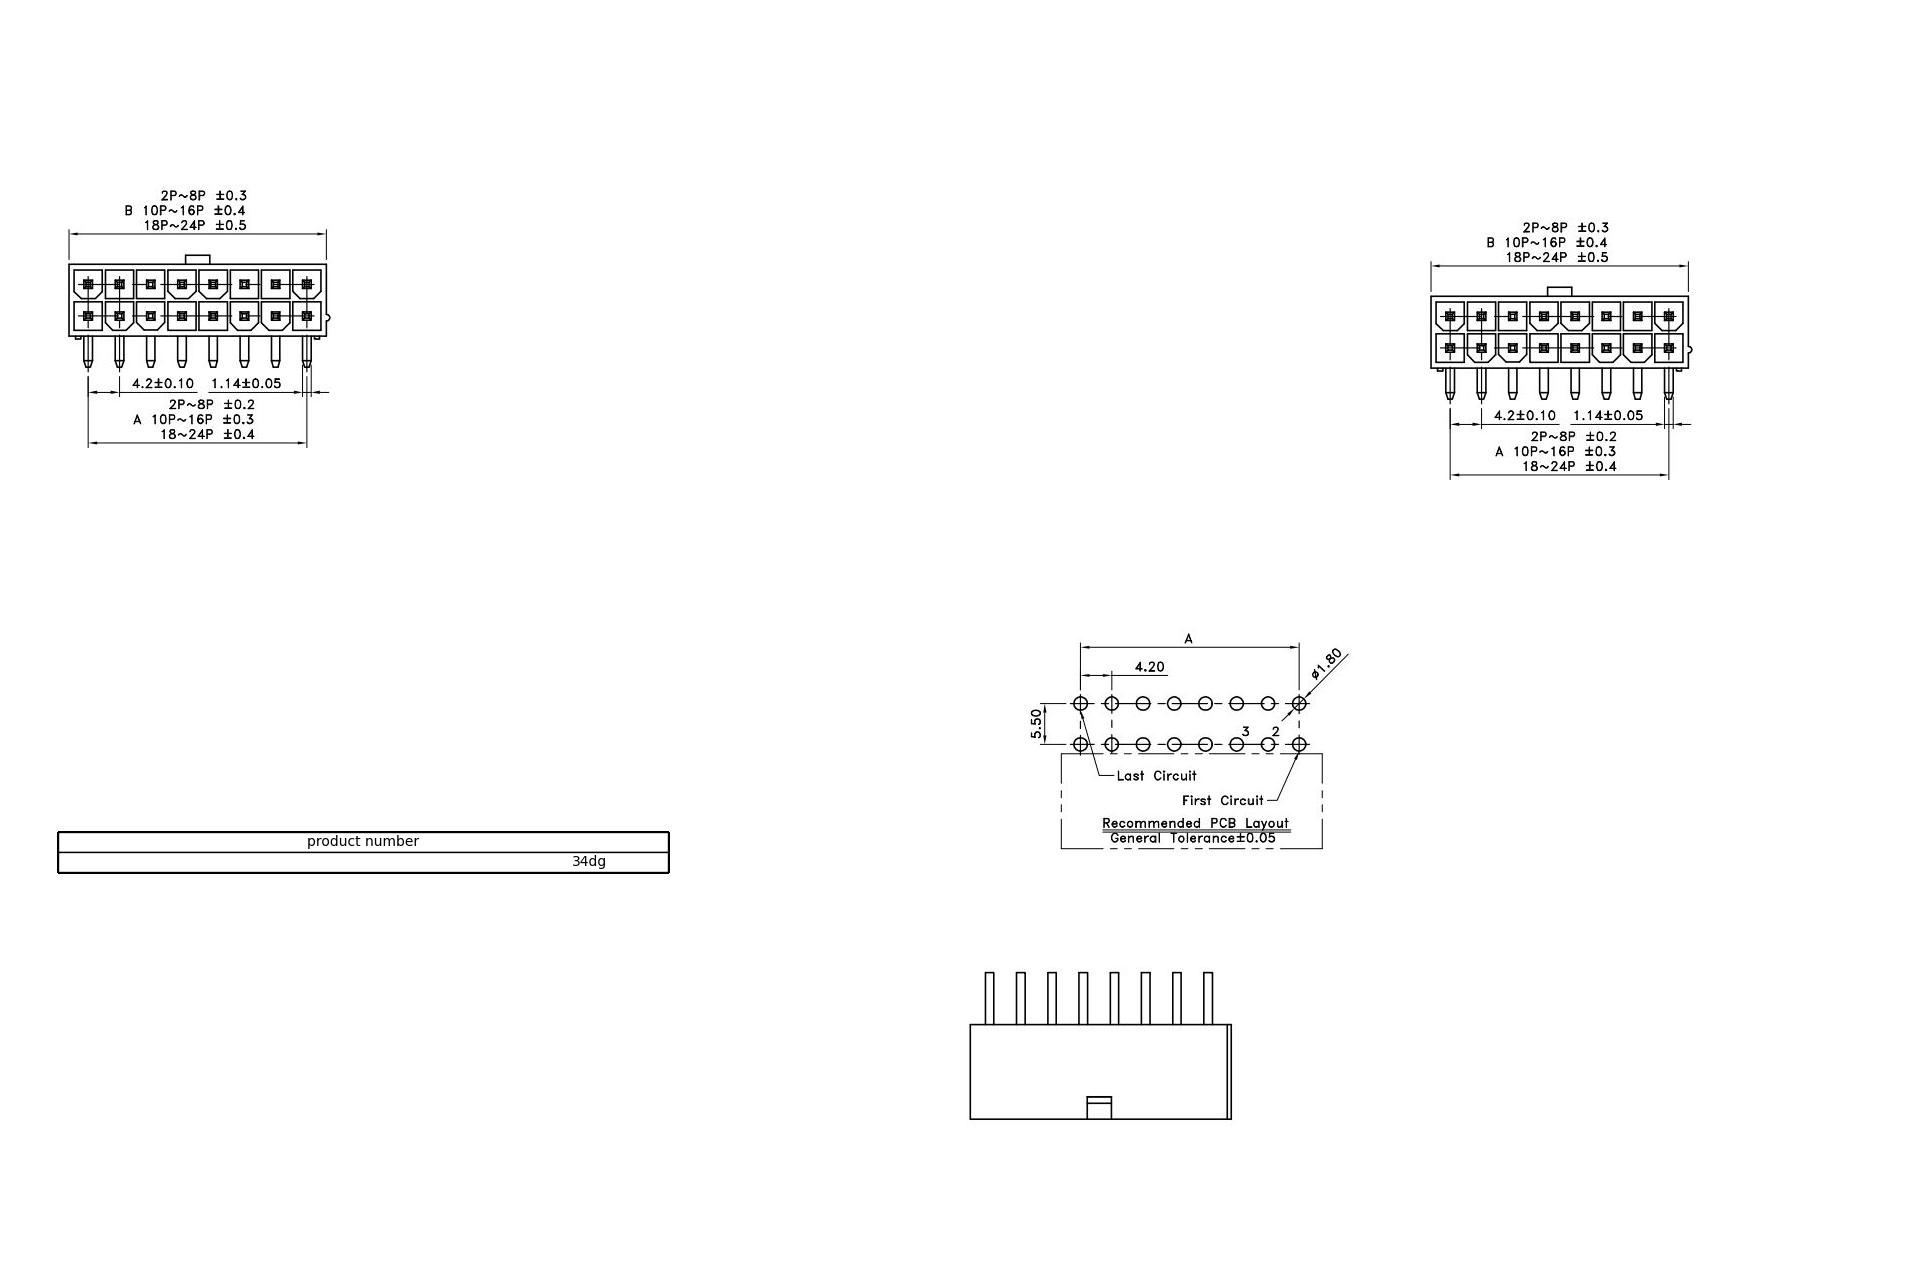 2P~8P ±0.3
B 10P~16P ±0.4
18P~24P ±0.5
4.2±0.10 1.14±0.05
2P~8P ±0.2
A 10P~16P ±0.3
18~24P ±0.4
2P~8P ±0.3
B 10P~16P ±0.4
18P~24P ±0.5
4.2±0.10 1.14±0.05
2P~8P ±0.2
A 10P~16P ±0.3
18~24P ±0.4
A
4.20
ø1.80
5.50
3 2
Last Circuit
First Circuit
Recommended PCB Layout
General Tolerance±0.05
product number
34dg